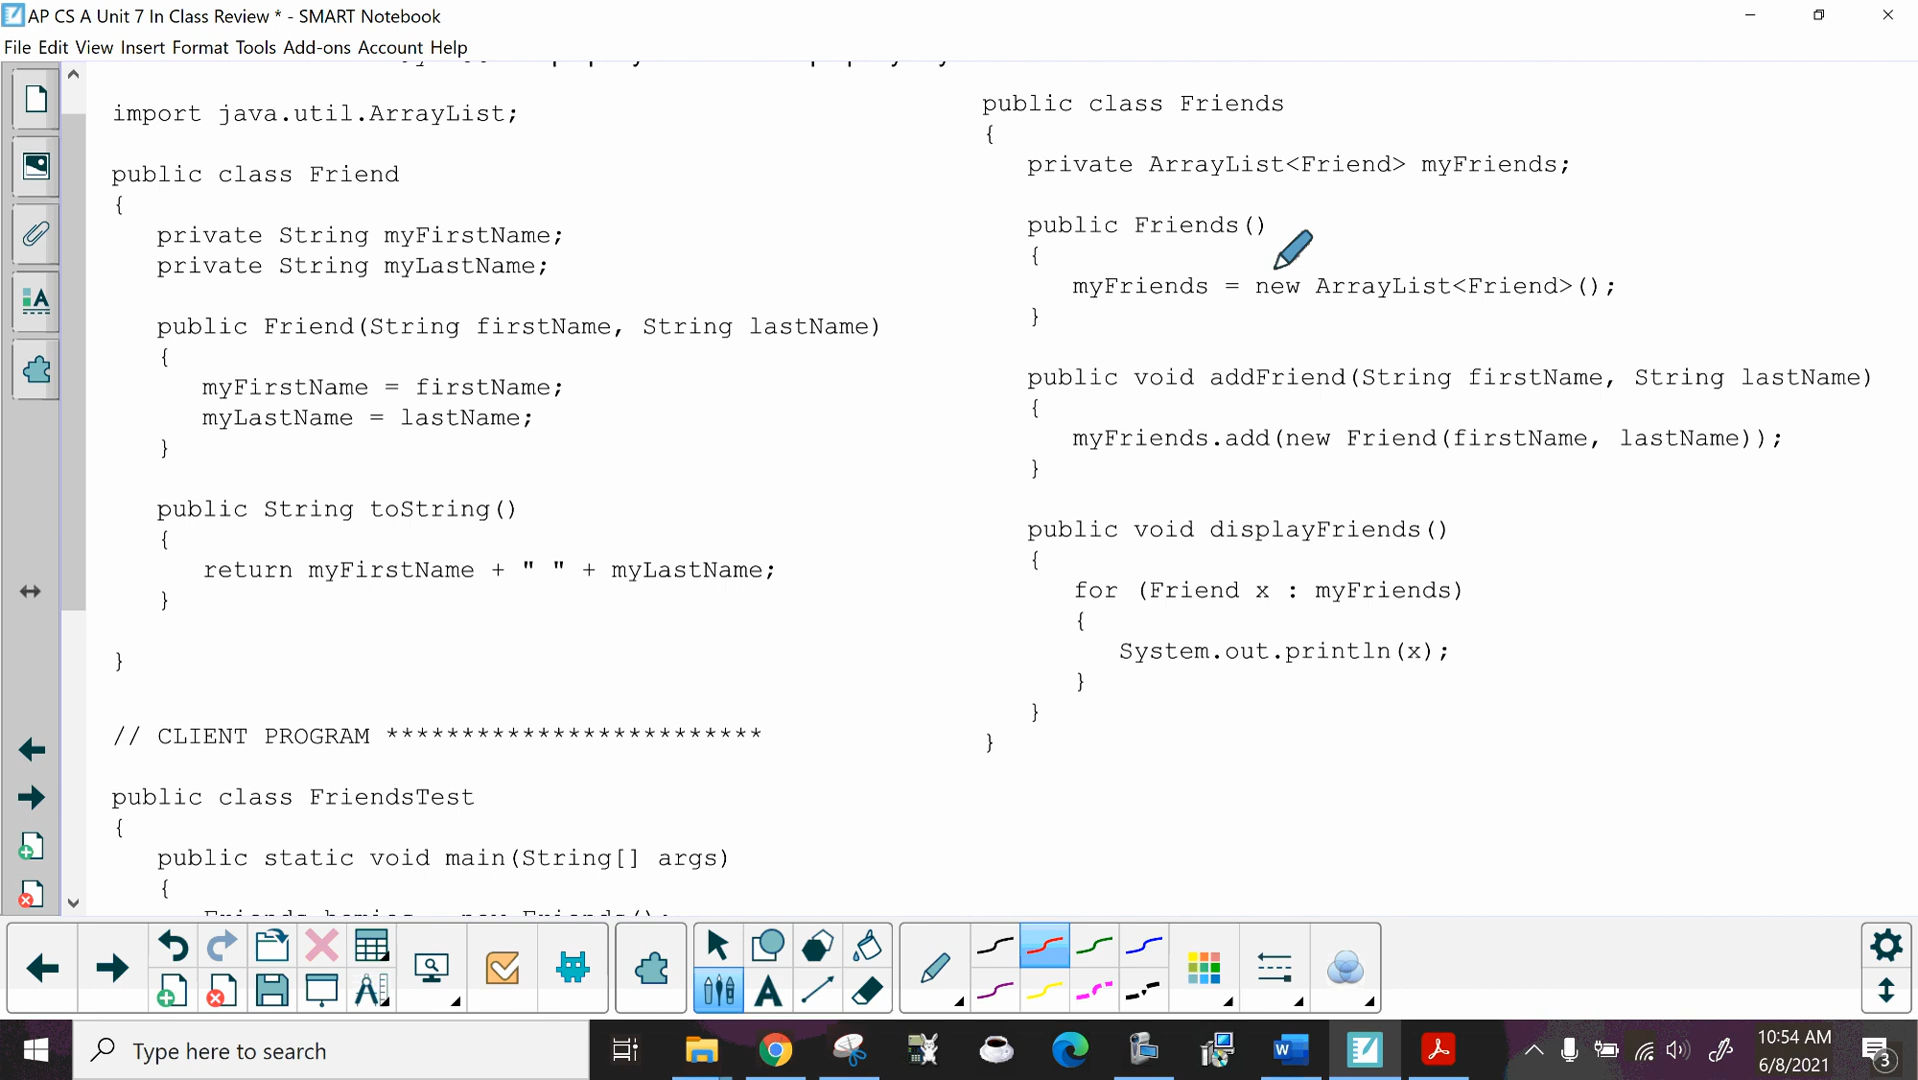 AP CS A Unit 7 In Class Review * - SMART Notebook
File Edit View Insert Format Tools Add-ons Account Help
import java.util.ArrayList;
public class Friend
{
private String myFirstName;
private String myLastName;
public Friend(String firstName, String lastName)
{
myFirstName = firstName;
myLastName = lastName;
}
public String toString()
{
return myFirstName + " " + myLastName;
}
}
// CLIENT PROGRAM *************************
public class FriendsTest
{
public static void main(String[] args)
{
public class Friends
{
private ArrayList<Friend> myFriends;
public Friends()
{
myFriends = new ArrayList<Friend>();
}
public void addFriend(String firstName, String lastName)
{
myFriends.add(new Friend(firstName, lastName));
}
public void displayFriends()
{
for (Friend x : myFriends)
{
System.out.println(x);
}
}
}
Type here to search
10:54 AM
6/8/2021
3